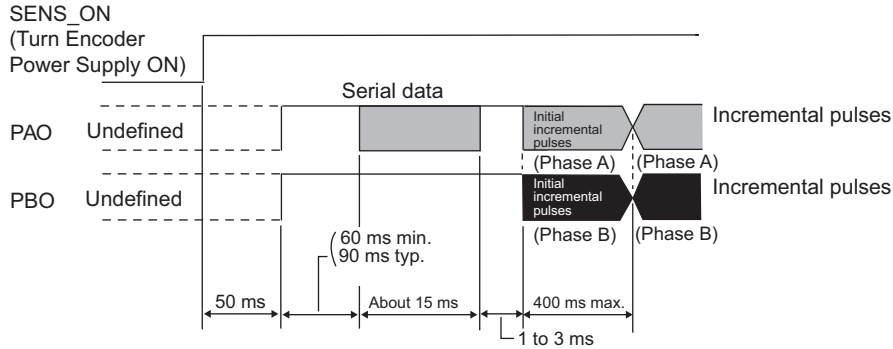 SENS_ON
(Turn Encoder
Power Supply ON)
Serial data
PAO
Undefined
Initial
incremental
pulses
Incremental pulses
(Phase A)
(Phase A)
PBO
Undefined
Initial
incremental
pulses
Incremental pulses
(Phase B)
(Phase B)
60 ms min.
90 ms typ.
50 ms
About 15 ms
400 ms max.
1 to 3 ms